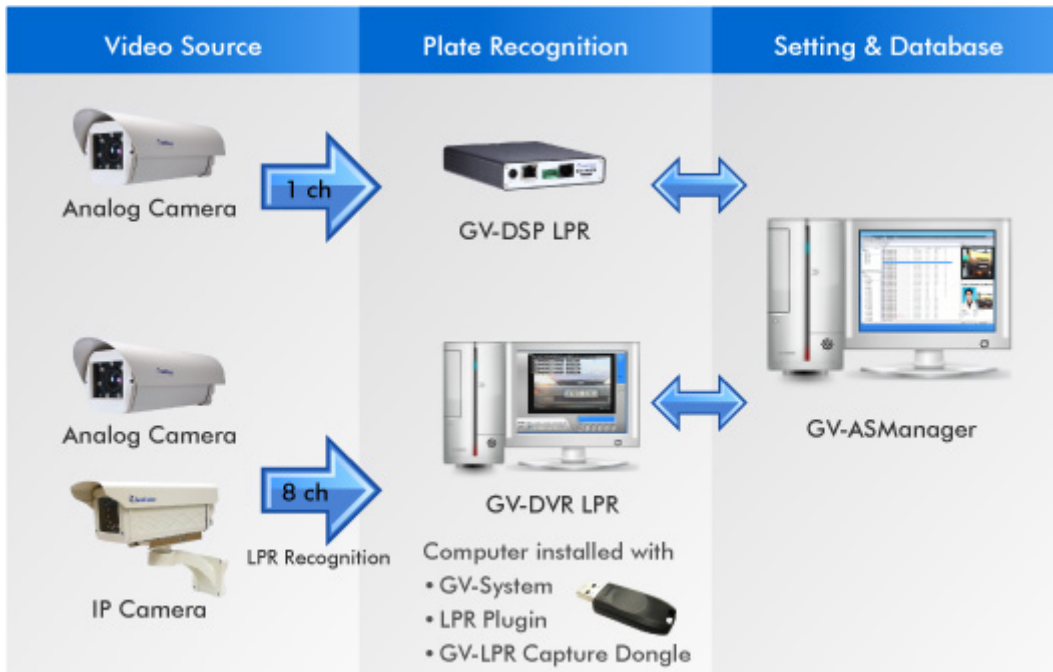 Video Source
Plate Recognition
Setting & Database
Analog Camera
1 ch
GV-DSP LPR
Analog Camera
8 ch
LPR Recognition
IP Camera
GV-DVR LPR
Computer installed with
• GV-System
• LPR Plugin
• GV-LPR Capture Dongle
GV-ASManager